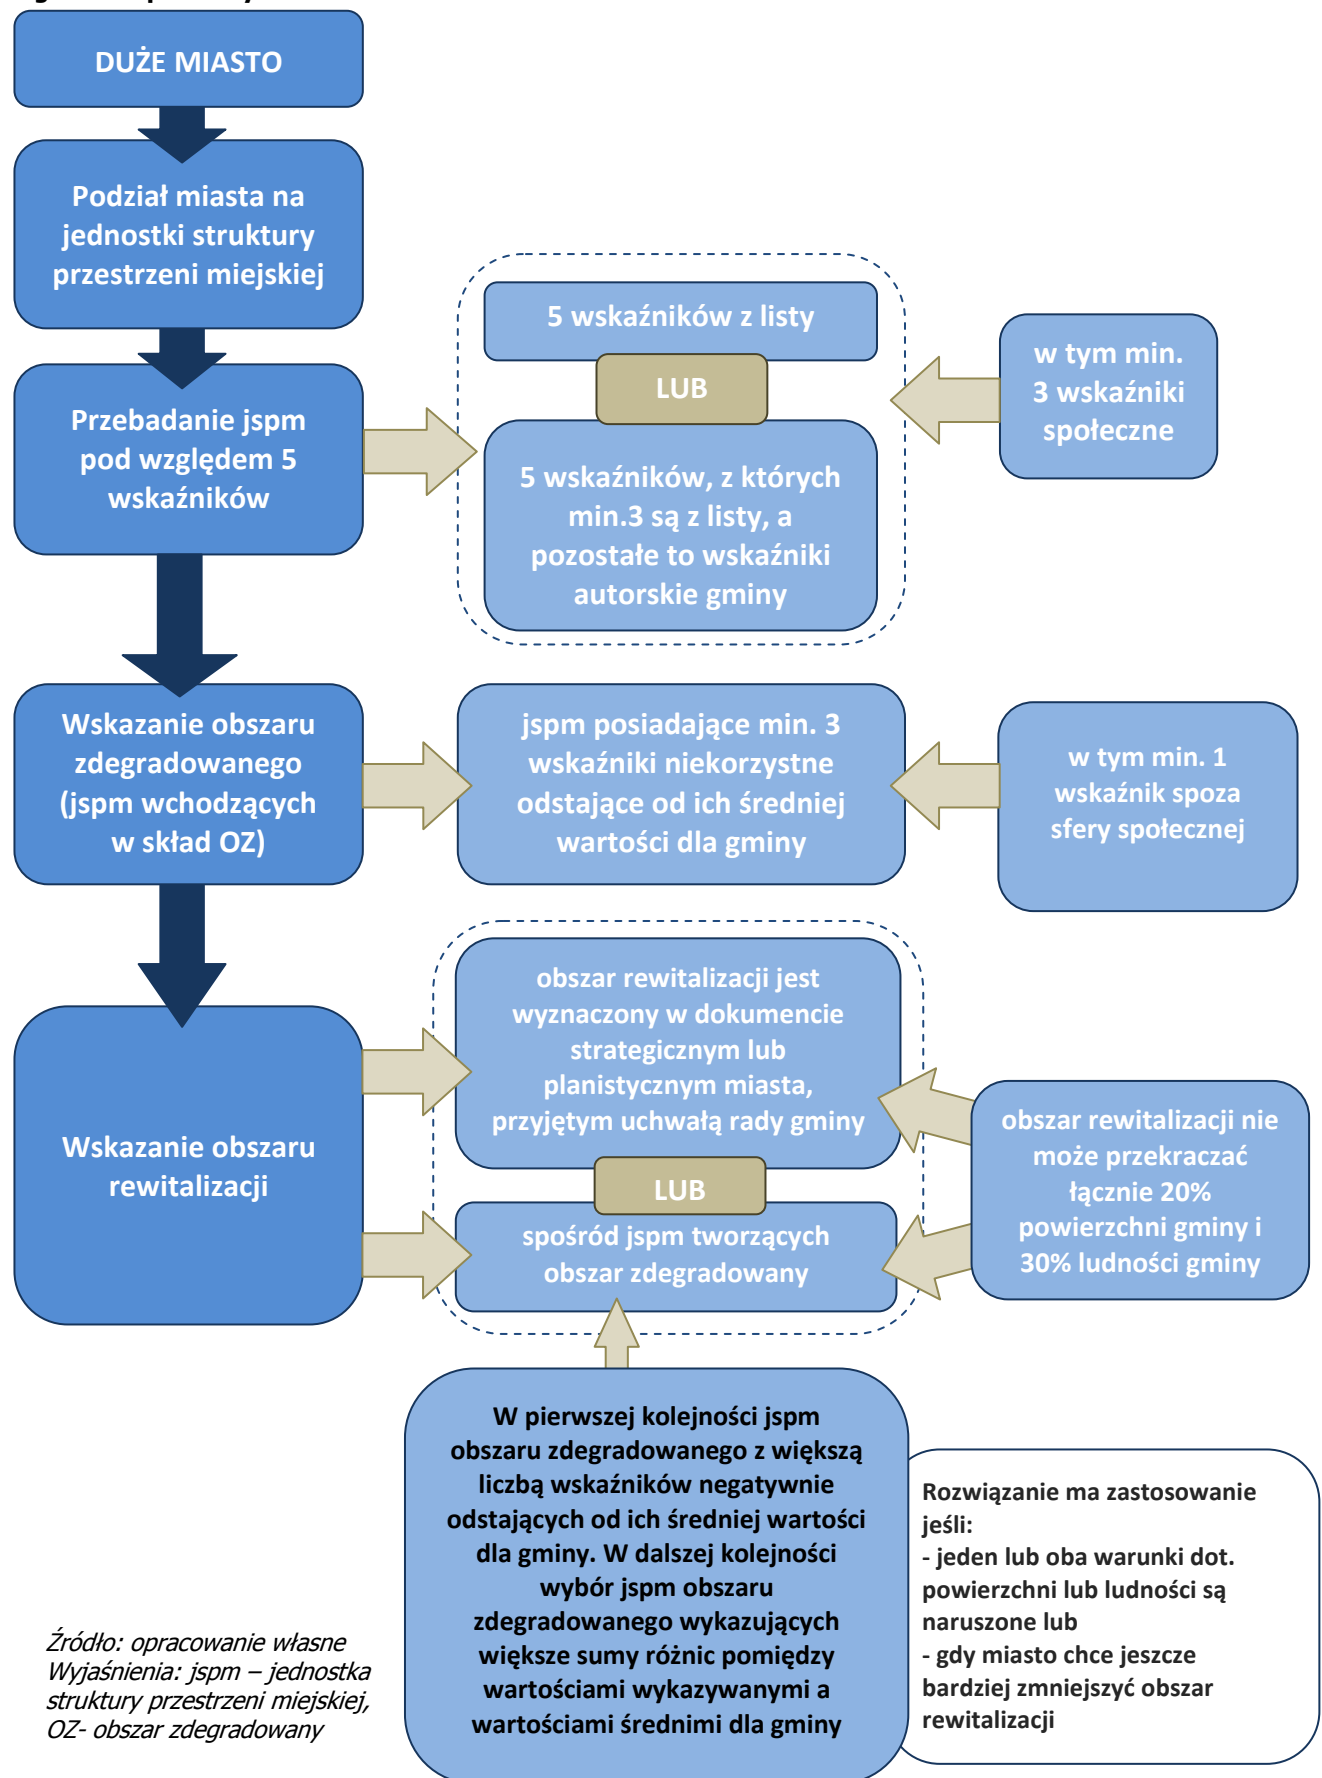 DUŻE MIASTO
Podział miasta na
jednostki struktury
przestrzeni miejskiej
Przebadanie jspm
pod względem 5
wskaźników
5 wskaźników z listy
LUB
5 wskaźników, z których
min.3 są z listy, a
pozostałe to wskaźniki
autorskie gminy
w tym min.
3 wskaźniki
społeczne
Wskazanie obszaru
zdegradowanego
(jspm wchodzących
w skład OZ)
jspm posiadające min. 3
wskaźniki niekorzystne
odstające od ich średniej
wartości dla gminy
w tym min. 1
wskaźnik spoza
sfery społecznej
Wskazanie obszaru
rewitalizacji
obszar rewitalizacji jest
wyznaczony w dokumencie
strategicznym lub
planistycznym miasta,
przyjętym uchwałą rady gminy
LUB
spośród jspm tworzących
obszar zdegradowany
obszar rewitalizacji nie
może przekraczać
łącznie 20%
powierzchni gminy i
30% ludności gminy
W pierwszej kolejności jspm
obszaru zdegradowanego z większą
liczbą wskaźników negatywnie
odstających od ich średniej wartości
dla gminy. W dalszej kolejności
wybór jspm obszaru
zdegradowanego wykazujących
większe sumy różnic pomiędzy
wartościami wykazywanymi a
wartościami średnimi dla gminy
Rozwiązanie ma zastosowanie
jeśli:
- jeden lub oba warunki dot.
powierzchni lub ludności są
naruszone lub
- gdy miasto chce jeszcze
bardziej zmniejszyć obszar
rewitalizacji
Źródło: opracowanie własne
Wyjaśnienia: jspm – jednostka
struktury przestrzeni miejskiej,
OZ- obszar zdegradowany